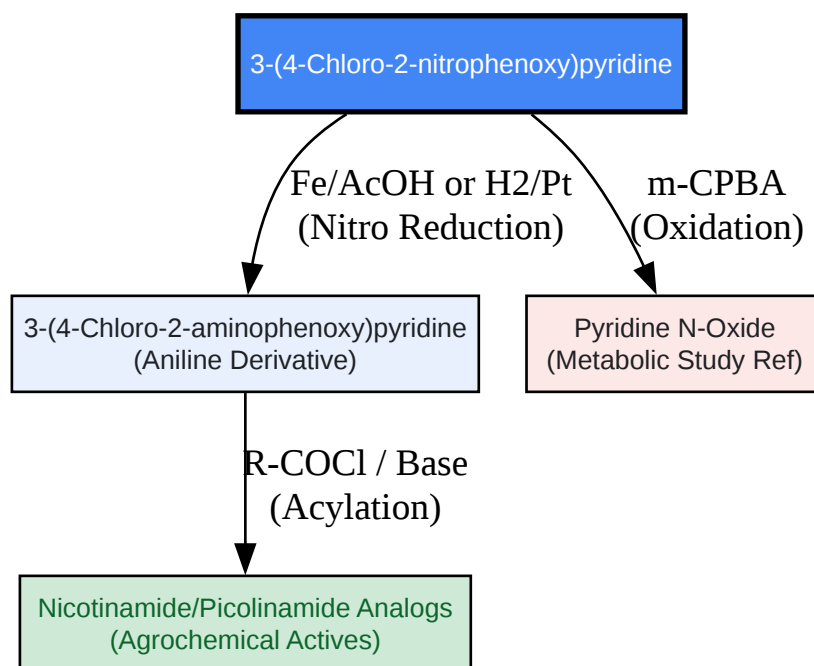 3-(4-Chloro-2-nitrophenoxy)pyridine
Fe/AcOH or H2/Pt
(Nitro Reduction)
m-CPBA
(Oxidation)
3-(4-Chloro-2-aminophenoxy)pyridine
(Aniline Derivative)
Pyridine N-Oxide
(Metabolic Study Ref)
R-COCl / Base
(Acylation)
Nicotinamide/Picolinamide Analogs
(Agrochemical Actives)